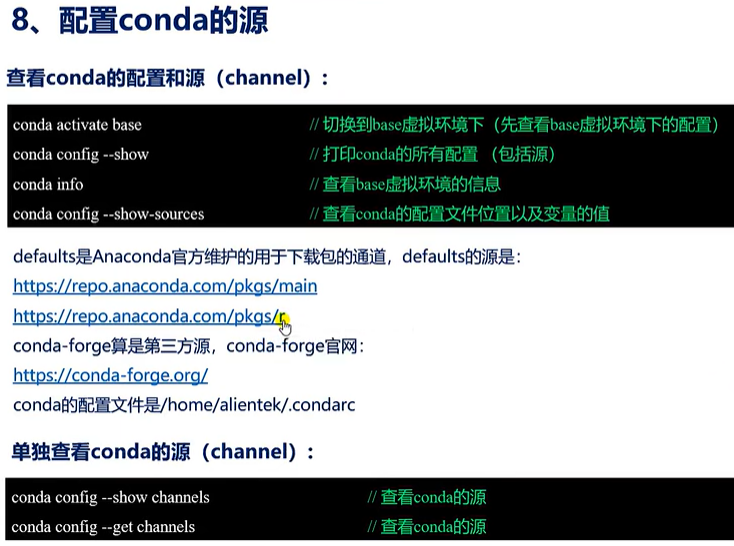 8、配置conda的源
查看conda的配置和源（channel）:
conda activate base // 切换到base虚拟环境下（先查看base虚拟环境下的配置）
conda config --show // 打印conda的所有配置 （包括源）
conda info // 查看base虚拟环境的信息
conda config --show-sources // 查看conda的配置文件位置以及变量的值
defaults是Anaconda官方维护的用于下载包的通道，defaults的源是：
https://repo.anaconda.com/pkgs/main
https://repo.anaconda.com/pkgs/r
conda-forge算是第三方源，conda-forge官网：
https://conda-forge.org/
conda的配置文件是/home/alientek/.condarc
单独查看conda的源（channel）:
conda config --show channels // 查看conda的源
conda config --get channels // 查看conda的源